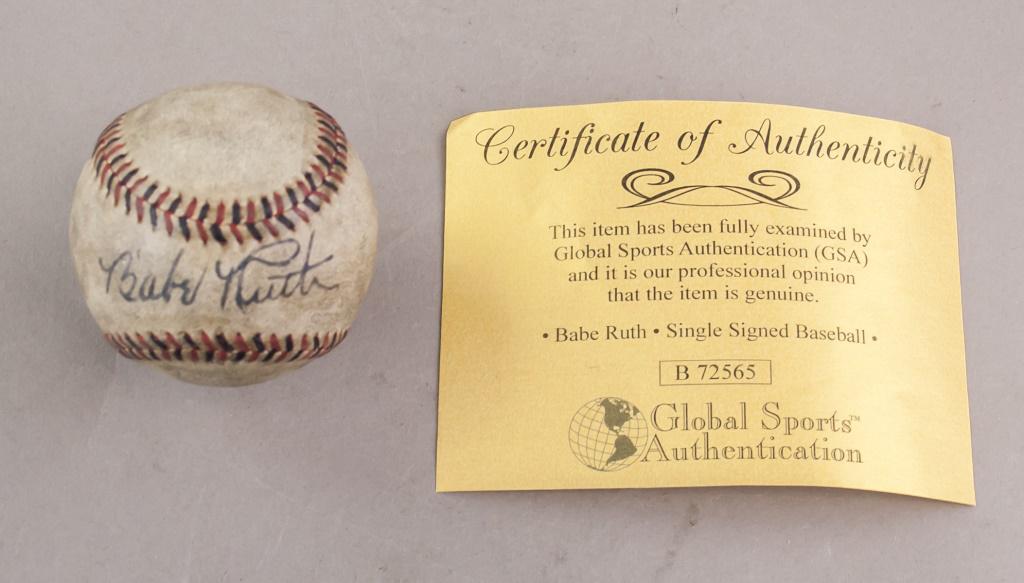 Babe Ruth
Certificate of Authenticity
This item has been fully examined by
Global Sports Authentication (GSA)
and it is our professional opinion
that the item is genuine.
• Babe Ruth • Single Signed Baseball •
B 72565
Global Sports™
Authentication